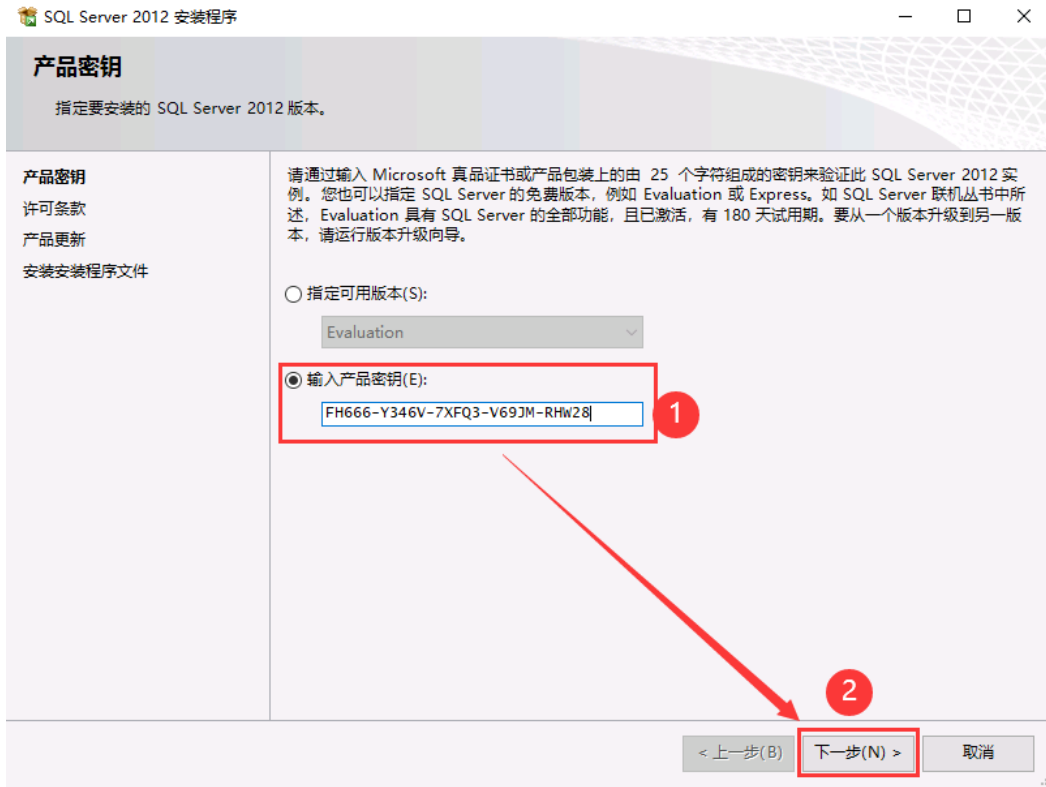 SQL Server 2012 安装程序
产品密钥
指定要安装的 SQL Server 2012 版本。
产品密钥
许可条款
产品更新
安装安装程序文件
请通过输入 Microsoft 真品证书或产品包装上的由 25 个字符组成的密钥来验证此 SQL Server 2012 实
例。您也可以指定 SQL Server 的免费版本，例如 Evaluation 或 Express。如 SQL Server 联机丛书中所
述，Evaluation 具有 SQL Server 的全部功能，且已激活，有 180 天试用期。要从一个版本升级到另一版
本，请运行版本升级向导。
指定可用版本(S):
Evaluation
输入产品密钥(E):
FH666-Y346V-7XFQ3-V69JM-RHW28
1
2
< 上一步(B)
下一步(N) >
取消